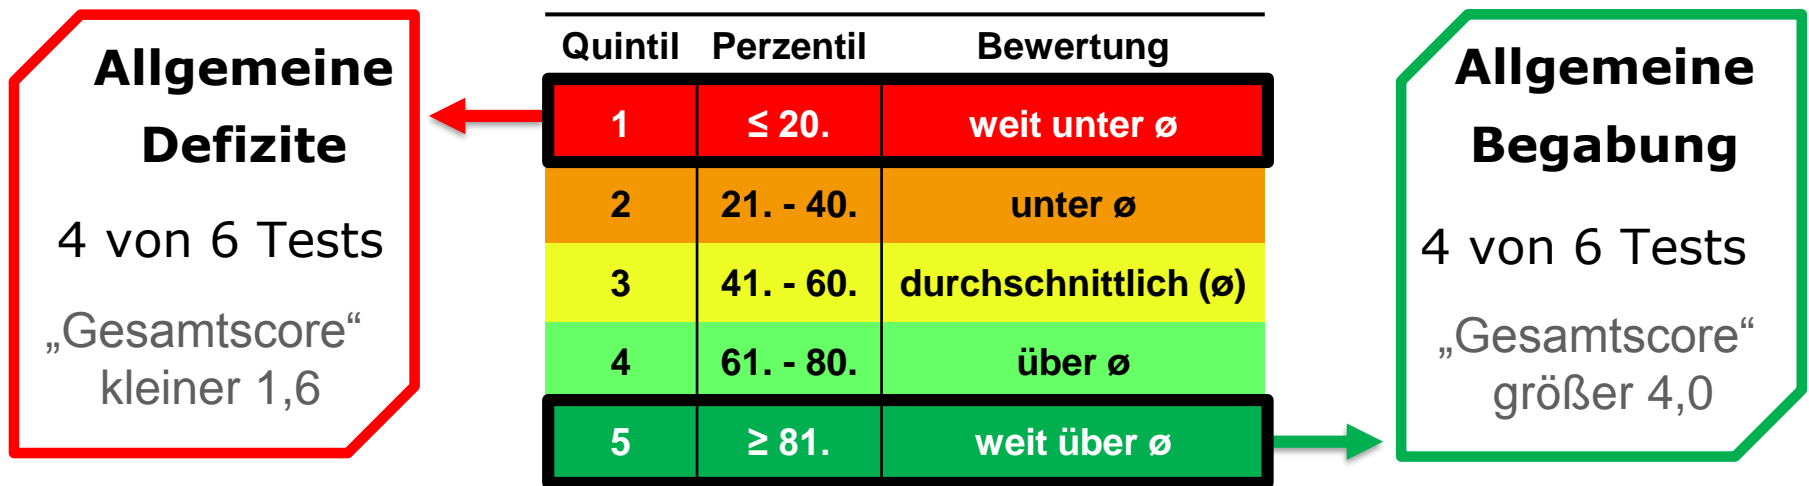 Allgemeine
Defizite
4 von 6 Tests
„Gesamtscore“
kleiner 1,6
Quintil Perzentil Bewertung
1 ≤ 20. weit unter ø
2 21. - 40. unter ø
3 41. - 60. durchschnittlich (ø)
4 61. - 80. über ø
5 ≥ 81. weit über ø
Allgemeine
Begabung
4 von 6 Tests
„Gesamtscore“
größer 4,0